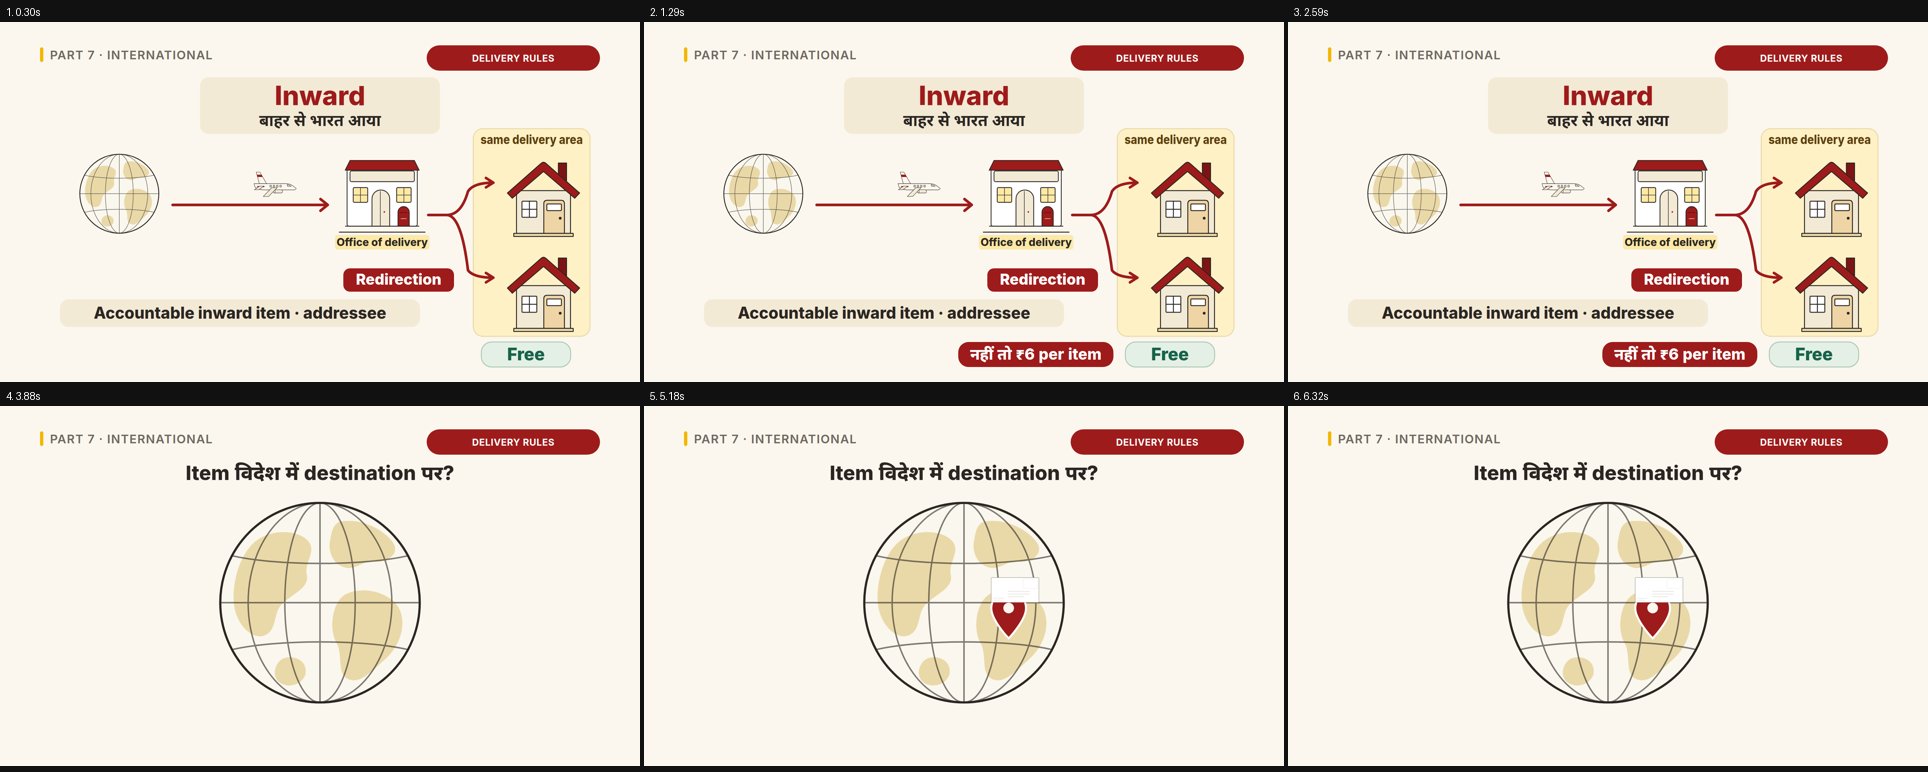 1. 0.30s
PART 7 · INTERNATIONAL
DELIVERY RULES
Inward
बाहर से भारत आया
same delivery area
Office of delivery
Redirection
Accountable inward item · addressee
Free
2. 1.29s
PART 7 · INTERNATIONAL
DELIVERY RULES
Inward
बाहर से भारत आया
same delivery area
Office of delivery
Redirection
Accountable inward item · addressee
नहीं तो ₹6 per item
Free
3. 2.59s
PART 7 · INTERNATIONAL
DELIVERY RULES
Inward
बाहर से भारत आया
same delivery area
Office of delivery
Redirection
Accountable inward item · addressee
नहीं तो ₹6 per item
Free
4. 3.88s
PART 7 · INTERNATIONAL
DELIVERY RULES
Item विदेश में destination पर?
5. 5.18s
PART 7 · INTERNATIONAL
DELIVERY RULES
Item विदेश में destination पर?
6. 6.32s
PART 7 · INTERNATIONAL
DELIVERY RULES
Item विदेश में destination पर?